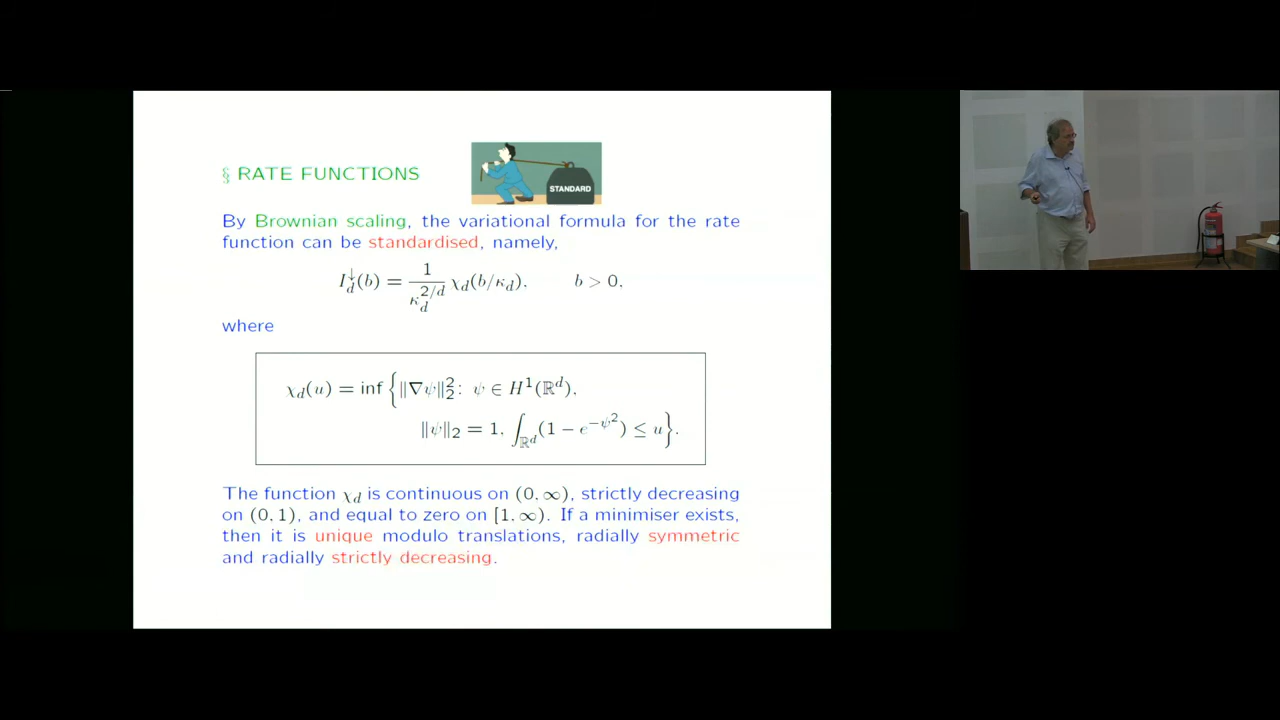 § RATE FUNCTIONS
STANDARD
By Brownian scaling, the variational formula for the rate
function can be standardised, namely,
I_d^↓(b) = \frac{1}{κ_d^{2/d}} χ_d(b/κ_d), b > 0,
where
χ_d(u) = inf { ‖∇ψ‖_2^2 : ψ ∈ H^1(ℝ^d),
‖ψ‖_2 = 1, ∫_{ℝ^d} (1 − e^{−ψ^2}) ≤ u }.
The function χ_d is continuous on (0, ∞), strictly decreasing
on (0, 1), and equal to zero on [1, ∞). If a minimiser exists,
then it is unique modulo translations, radially symmetric
and radially strictly decreasing.